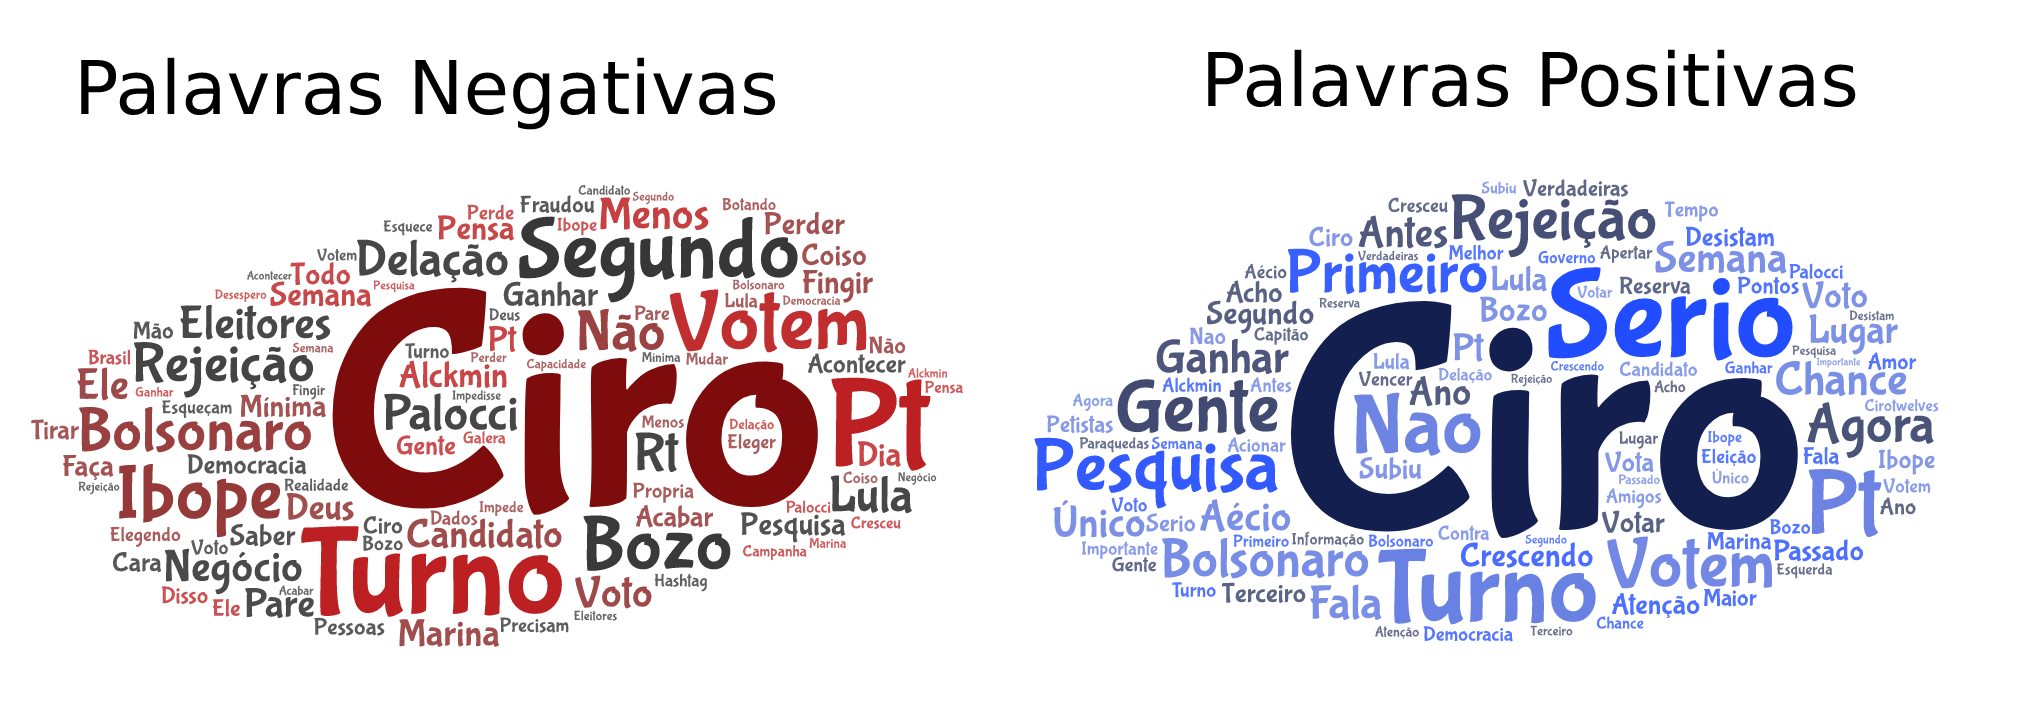 Palavras Negativas
Candidato
Segundo
Fraudou
Menos
Botando
Perde
Ibope
Esquece
Pensa
Segundo
Perder
Votem
Delação
Coiso
Acontecer
Todo
Fingir
Desespero
Semana
Pesquisa
Ganhar
Bolsonaro
Lula
Democracia
Deus
Pare
Mão
Eleitores
Pt
Não
Votem
Não
Brasil
Rejeição
Semana
Turno
Perder
Capacidade
Minima
Mudar
Acontecer
Ciro
Ele
Ganhar
Fingir
Alckmin
Alckmin
Pensa
Impedisse
Esqueçam
Mínima
Palocci
Pt
Tirar
Bolsonaro
Gente
Galera
Menos
Delação
Eleger
Rt
Dia
Faça
Democracia
Coiso
Negócio
Rejeição
Ibope
Realidade
Propria
Lula
Deus
Impede
Palocci
Dados
Acabar
Pesquisa
Cresceu
Elegendo
Saber
Ciro
Candidato
Bozo
Voto
Bozo
Marina
Campanha
Cara
Negócio
Turno
Hashtag
Disso
Ele
Acabar
Pare
Voto
Eleitores
Pessoas
Marina
Precisam
Palavras Positivas
Subiu
Verdadeiras
Cresceu
Rejeição
Tempo
Ciro
Antes
Desistam
Verdadeiras
Melhor
Governo
Apertar
Semana
Palocci
Aécio
Primeiro
Lula
Serio
Votar
Reserva
Pontos
Voto
Acho
Reserva
Bozo
Segundo
Desistam
Nao
Capitão
Lugar
Ganhar
Pt
Pesquisa
Lula
Delação
Crescendo
Candidato
Ganhar
Importante
Amor
Alckmin
Antes
Vencer
Ano
Rejeição
Acho
Chance
Agora
Gente
Nao
Ciro
Cirotwelves
Petistas
Agora
Paraquedas
Semana
Acionar
Lugar
Ibope
Eleição
Único
Fala
Ibope
Pesquisa
Subiu
Vota
Passado
Amigos
Pt
Votem
Voto
Único
Serio
Aécio
Votar
Bozo
Ano
Importante
Primeiro
Informação
Bolsonaro
Contra
Segundo
Marina
Passado
Gente
Bolsonaro
Crescendo
Votem
Esquerda
Turno
Terceiro
Fala
Turno
Atenção
Maior
Chance
Atenção
Democracia
Terceiro